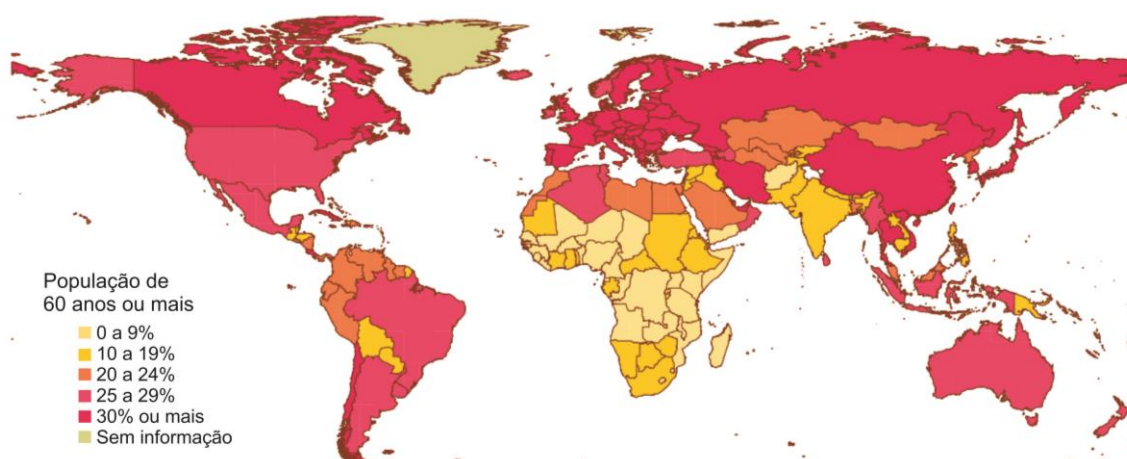 População de
60 anos ou mais
0 a 9%
10 a 19%
20 a 24%
25 a 29%
30% ou mais
Sem informação